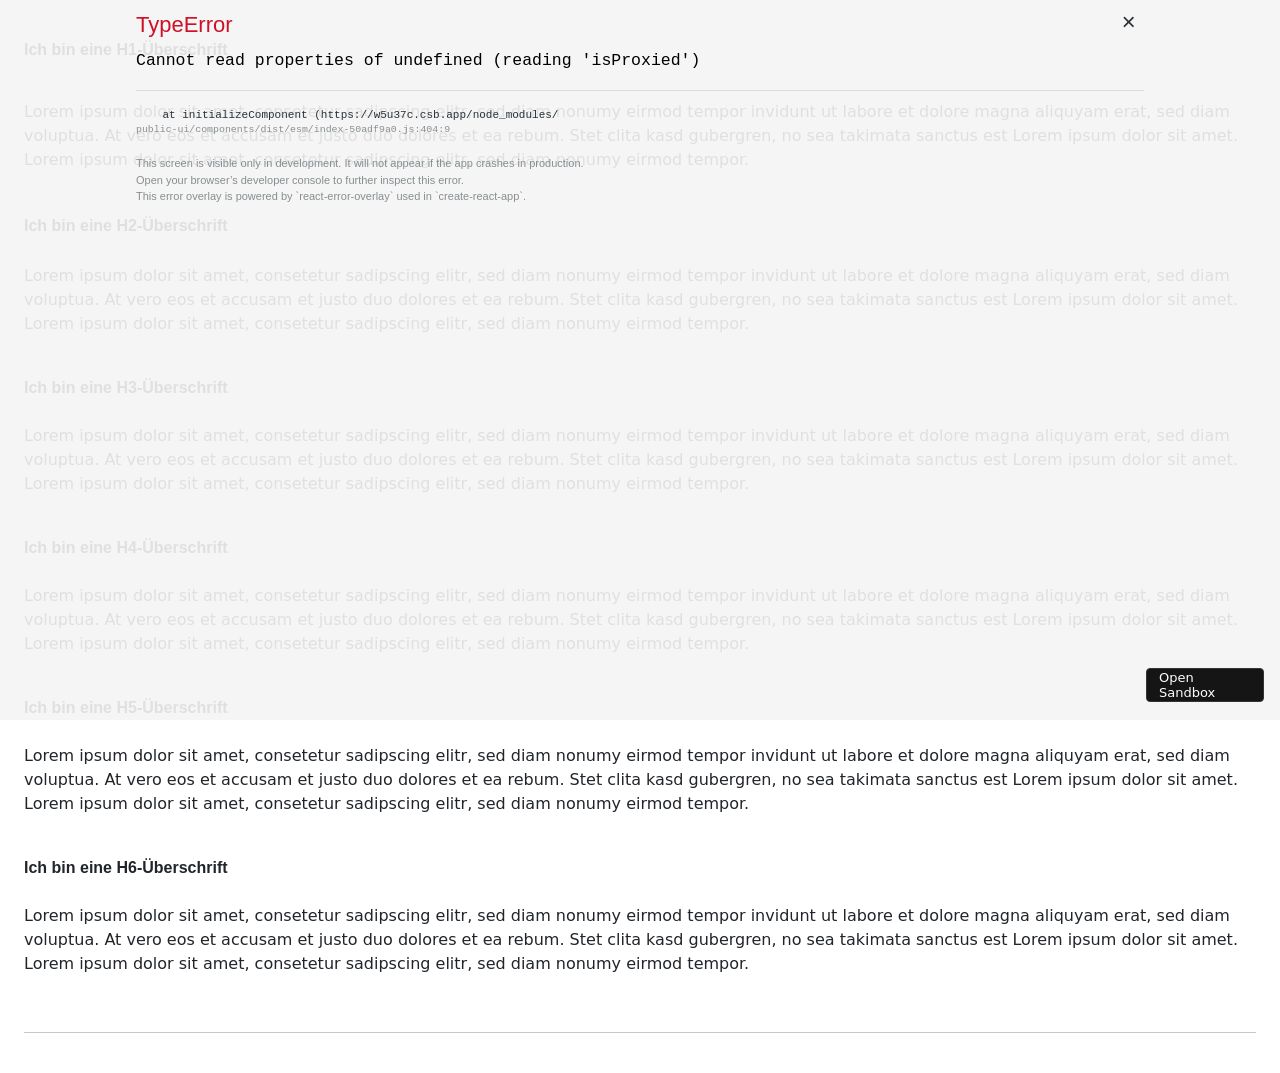 TypeError
✕
Ich bin eine H1-Überschrift
Cannot read properties of undefined (reading 'isProxied')
Lorem ipsum dolor sit amet, consetetur sadipscing elitr, sed diam nonumy eirmod tempor invidunt ut labore et dolore magna aliquyam erat, sed diam
voluptua. At vero eos et accusam et justo duo dolores et ea rebum. Stet clita kasd gubergren, no sea takimata sanctus est Lorem ipsum dolor sit amet.
Lorem ipsum dolor sit amet, consetetur sadipscing elitr, sed diam nonumy eirmod tempor.
at initializeComponent (https://w5u37c.csb.app/node_modules/
public-ui/components/dist/esm/index-50adf9a0.js:404:9
This screen is visible only in development. It will not appear if the app crashes in production.
Open your browser’s developer console to further inspect this error.
This error overlay is powered by `react-error-overlay` used in `create-react-app`.
Ich bin eine H2-Überschrift
Lorem ipsum dolor sit amet, consetetur sadipscing elitr, sed diam nonumy eirmod tempor invidunt ut labore et dolore magna aliquyam erat, sed diam
voluptua. At vero eos et accusam et justo duo dolores et ea rebum. Stet clita kasd gubergren, no sea takimata sanctus est Lorem ipsum dolor sit amet.
Lorem ipsum dolor sit amet, consetetur sadipscing elitr, sed diam nonumy eirmod tempor.
Ich bin eine H3-Überschrift
Lorem ipsum dolor sit amet, consetetur sadipscing elitr, sed diam nonumy eirmod tempor invidunt ut labore et dolore magna aliquyam erat, sed diam
voluptua. At vero eos et accusam et justo duo dolores et ea rebum. Stet clita kasd gubergren, no sea takimata sanctus est Lorem ipsum dolor sit amet.
Lorem ipsum dolor sit amet, consetetur sadipscing elitr, sed diam nonumy eirmod tempor.
Ich bin eine H4-Überschrift
Lorem ipsum dolor sit amet, consetetur sadipscing elitr, sed diam nonumy eirmod tempor invidunt ut labore et dolore magna aliquyam erat, sed diam
voluptua. At vero eos et accusam et justo duo dolores et ea rebum. Stet clita kasd gubergren, no sea takimata sanctus est Lorem ipsum dolor sit amet.
Lorem ipsum dolor sit amet, consetetur sadipscing elitr, sed diam nonumy eirmod tempor.
Open
Sandbox
Ich bin eine H5-Überschrift
Lorem ipsum dolor sit amet, consetetur sadipscing elitr, sed diam nonumy eirmod tempor invidunt ut labore et dolore magna aliquyam erat, sed diam
voluptua. At vero eos et accusam et justo duo dolores et ea rebum. Stet clita kasd gubergren, no sea takimata sanctus est Lorem ipsum dolor sit amet.
Lorem ipsum dolor sit amet, consetetur sadipscing elitr, sed diam nonumy eirmod tempor.
Ich bin eine H6-Überschrift
Lorem ipsum dolor sit amet, consetetur sadipscing elitr, sed diam nonumy eirmod tempor invidunt ut labore et dolore magna aliquyam erat, sed diam
voluptua. At vero eos et accusam et justo duo dolores et ea rebum. Stet clita kasd gubergren, no sea takimata sanctus est Lorem ipsum dolor sit amet.
Lorem ipsum dolor sit amet, consetetur sadipscing elitr, sed diam nonumy eirmod tempor.